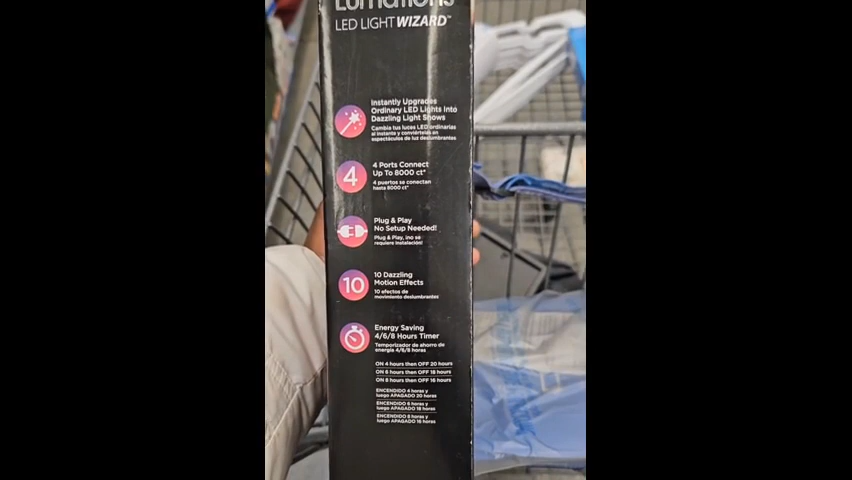 Lumations
LED LIGHT WIZARD™
Instantly Upgrades
Ordinary LED Lights Into
Dazzling Light Shows
Cambia tus luces LED ordinarias
al instante y conviértelas en
espectáculos de luz deslumbrantes
4
4 Ports Connect
Up To 8000 ct*
4 puertos se conectan
hasta 8000 ct*
Plug & Play
No Setup Needed!
Plug & Play, ¡no se
requiere instalación!
10
10 Dazzling
Motion Effects
10 efectos de
movimiento deslumbrantes
Energy Saving
4/6/8 Hours Timer
Temporizador de ahorro de
energía 4/6/8 horas
ON 4 hours then OFF 20 hours
ON 6 hours then OFF 18 hours
ON 8 hours then OFF 16 hours
ENCENDIDO 4 horas y
luego APAGADO 20 horas
ENCENDIDO 6 horas y
luego APAGADO 18 horas
ENCENDIDO 8 horas y
luego APAGADO 16 horas